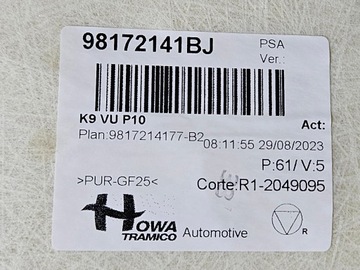 98172141BJ PSA
Ver.:
K9 VU P10 Act:
Plan:9817214177-B2 08:11:55 29/08/2023
P:61/ V:5
>PUR-GF25< Corte:R1-2049095
HOWA
TRAMICO Automotive R